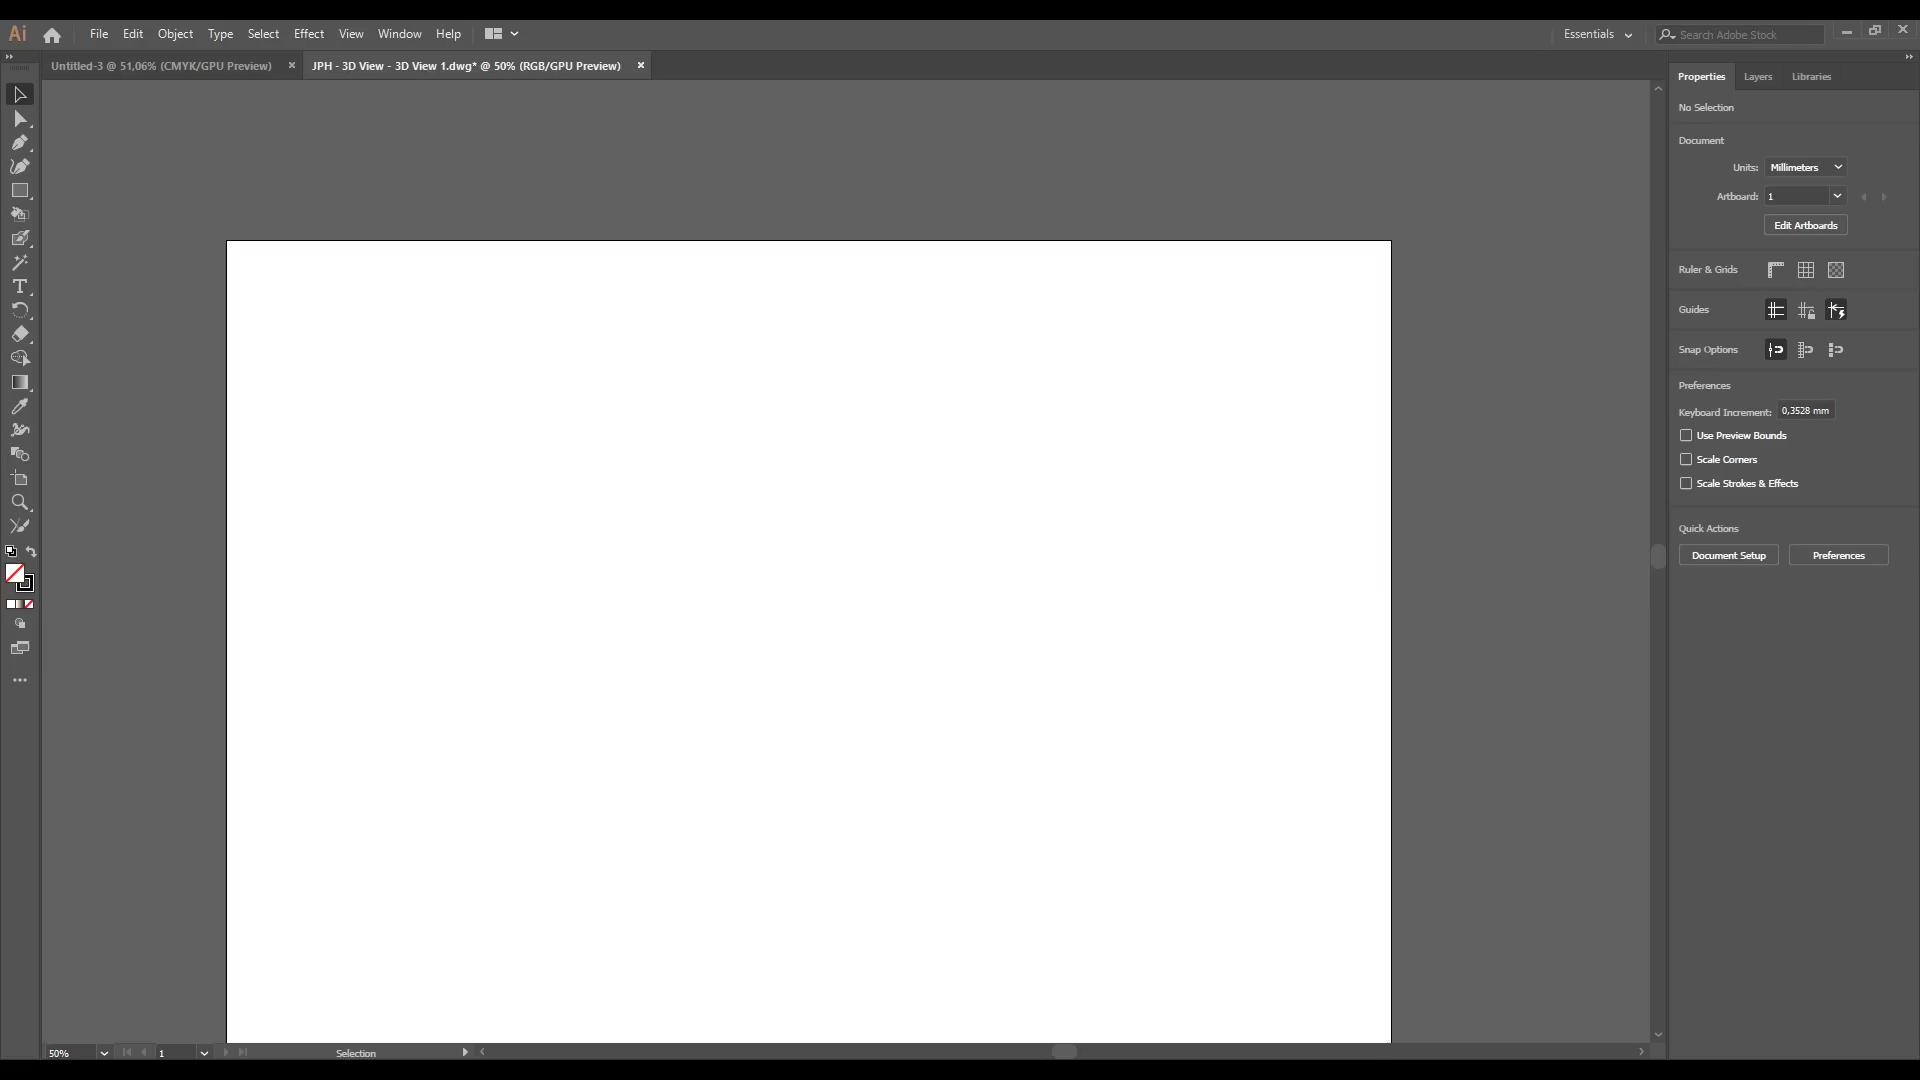 Ai File Edit Object Type Select Effect View Window Help Essentials Search Adobe Stock
Untitled-3 @ 51,06% (CMYK/GPU Preview) × JPH - 3D View - 3D View 1.dwg* @ 50% (RGB/GPU Preview) ×
Properties Layers Libraries
No Selection
Document
Units: Millimeters
Artboard: 1
Edit Artboards
Ruler & Grids
Guides
Snap Options
Preferences
Keyboard Increment: 0,3528 mm
Use Preview Bounds
Scale Corners
Scale Strokes & Effects
Quick Actions
Document Setup Preferences
50% 1 Selection